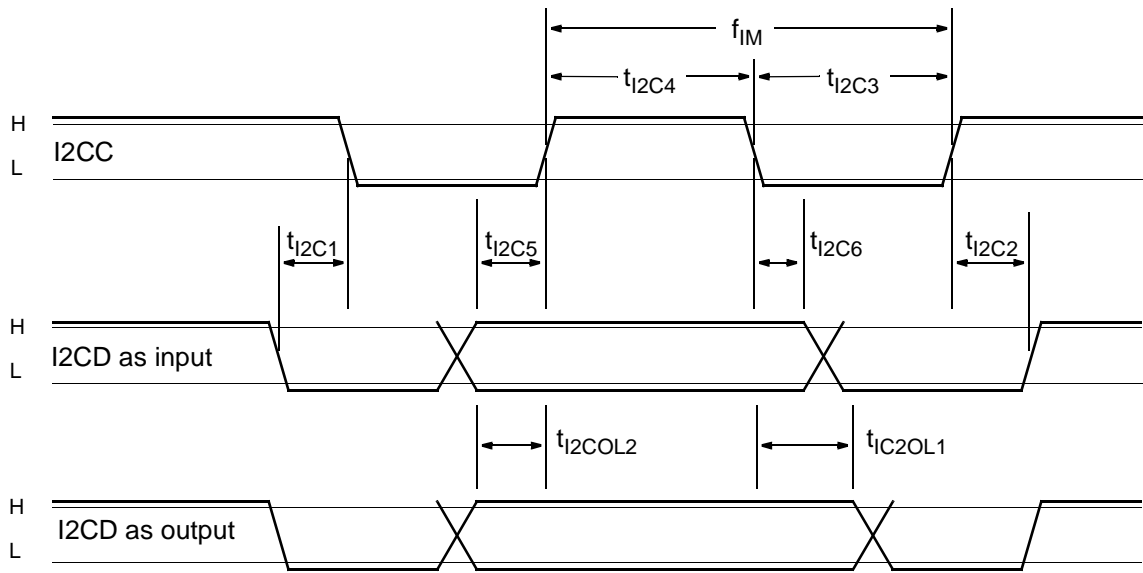 fIM
tI2C4
tI2C3
H
I2CC
L
tI2C1
tI2C5
tI2C6
tI2C2
H
I2CD as input
L
tI2COL2
tIC2OL1
H
I2CD as output
L